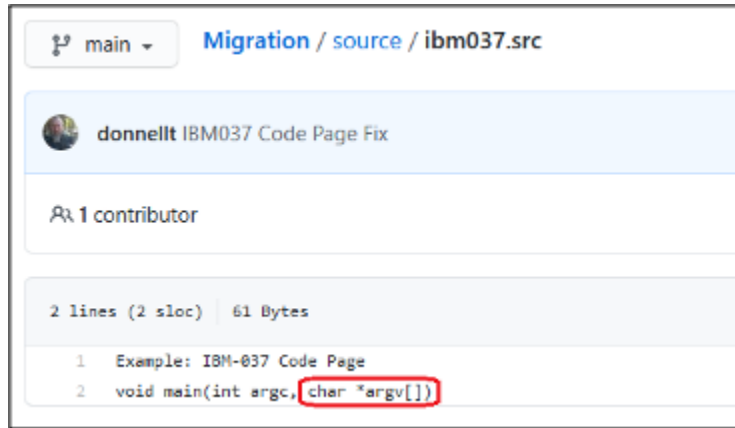 main
Migration / source / ibm037.src
donnellt IBM037 Code Page Fix
1 contributor
2 lines (2 sloc) 61 Bytes
1 Example: IBM-037 Code Page
2 void main(int argc, char *argv[])